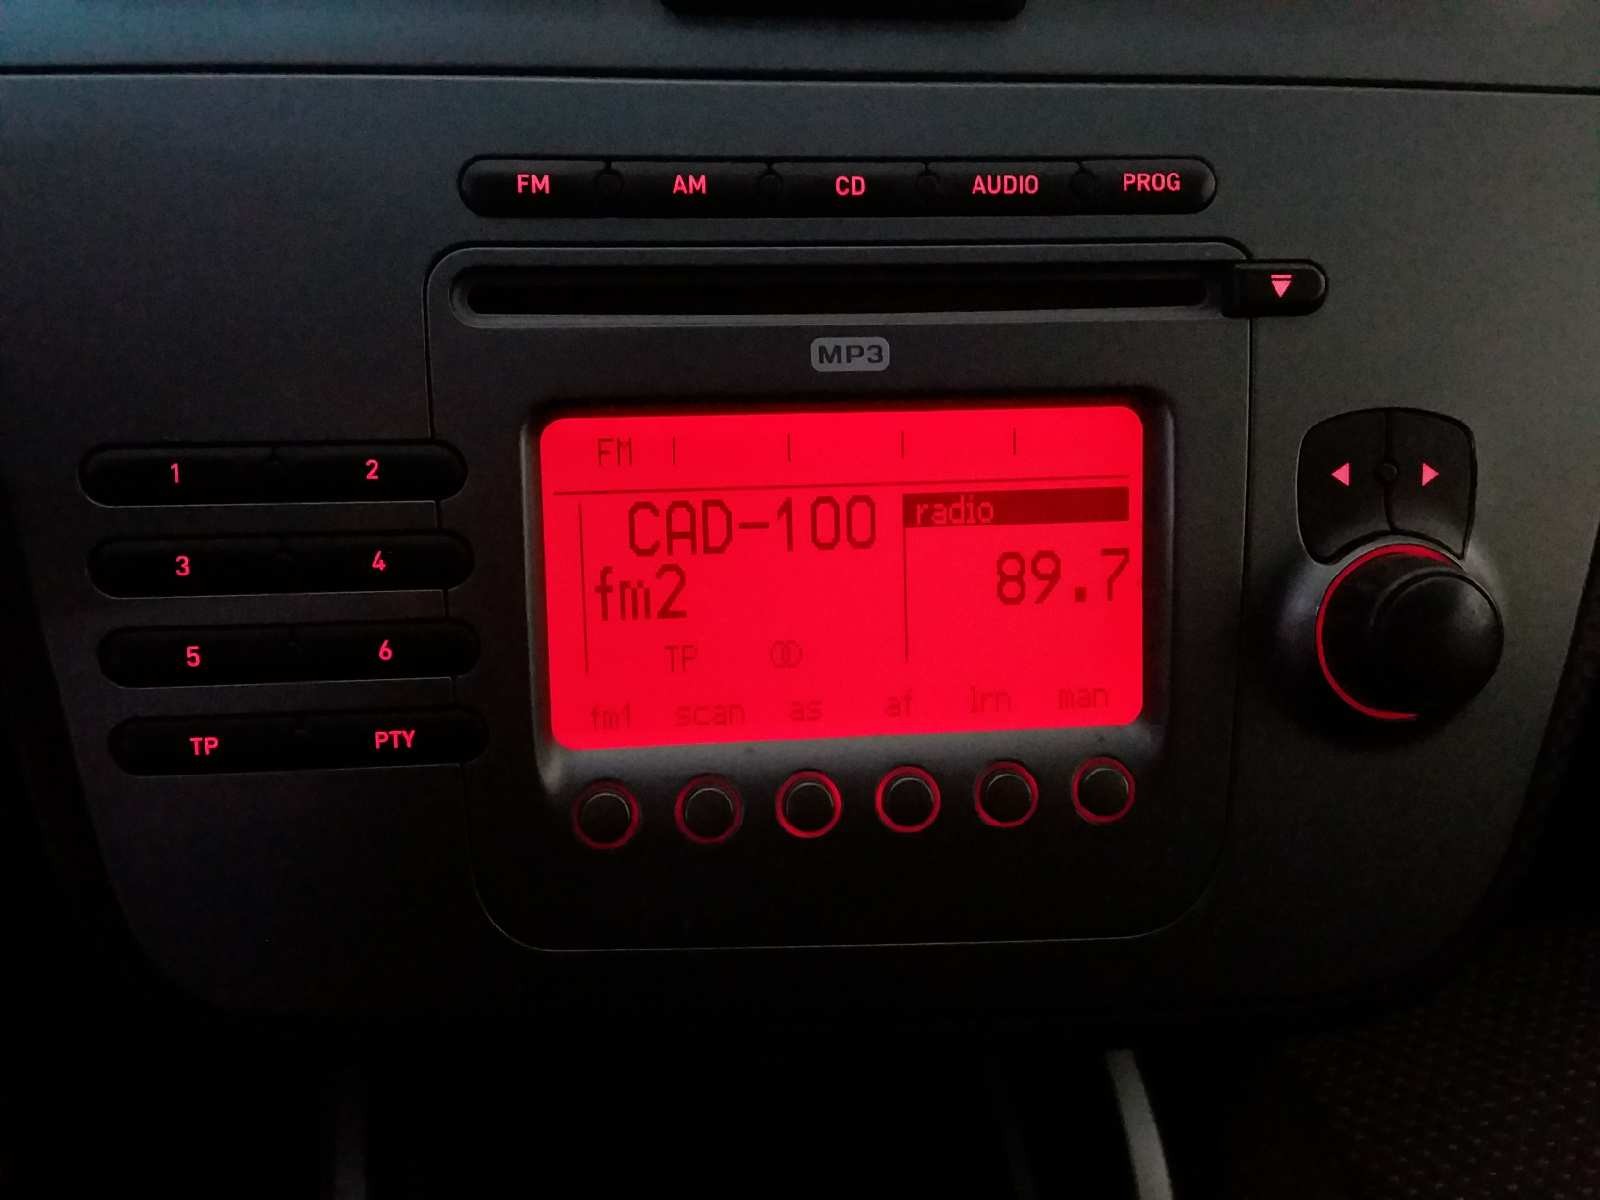 FM AM CD AUDIO PROG
MP3
1 2
3 4
5 6
TP PTY
FM
CAD-100
radio
fm2
89.7
TP
fm1 scan as af lrn man